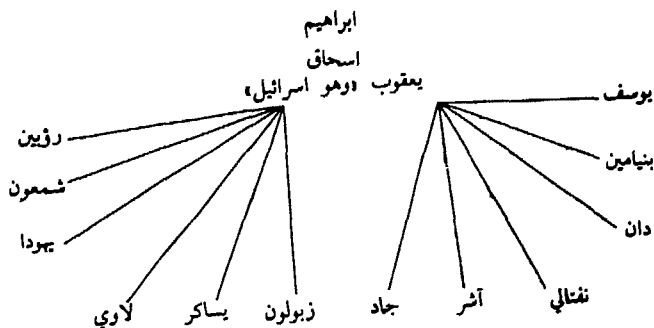 ابراهيم
اسحاق
يعقوب «وهو اسرائيل»
يوسف
بنيامين
دان
نفتالي
آشر
جاد
زبولون
يساكر
لاوي
يهودا
شمعون
رؤبين